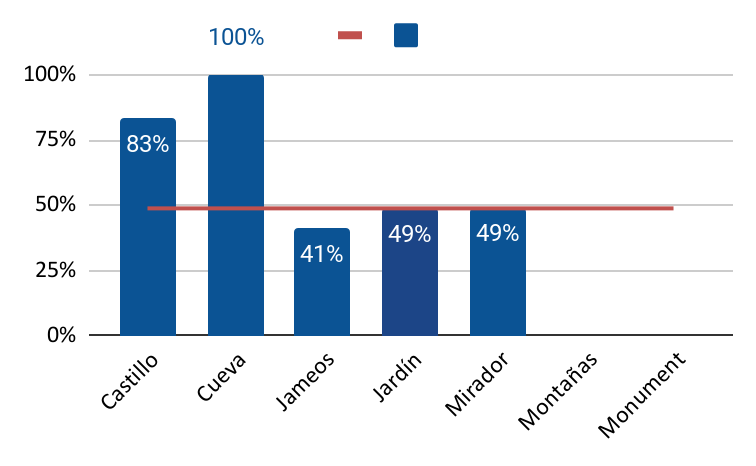 100%
100%
75%
50%
25%
0%
83%
41%
49%
49%
Castillo
Cueva
Jameos
Jardín
Mirador
Montañas
Monument